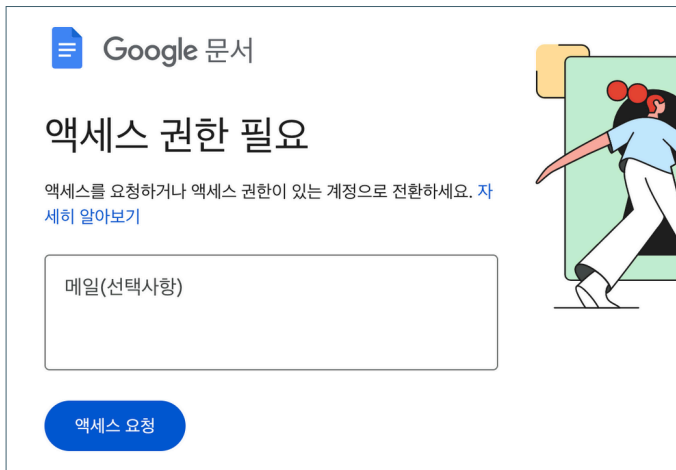 Google 문서
액세스 권한 필요
액세스를 요청하거나 액세스 권한이 있는 계정으로 전환하세요. 자
세히 알아보기
메일(선택사항)
액세스 요청